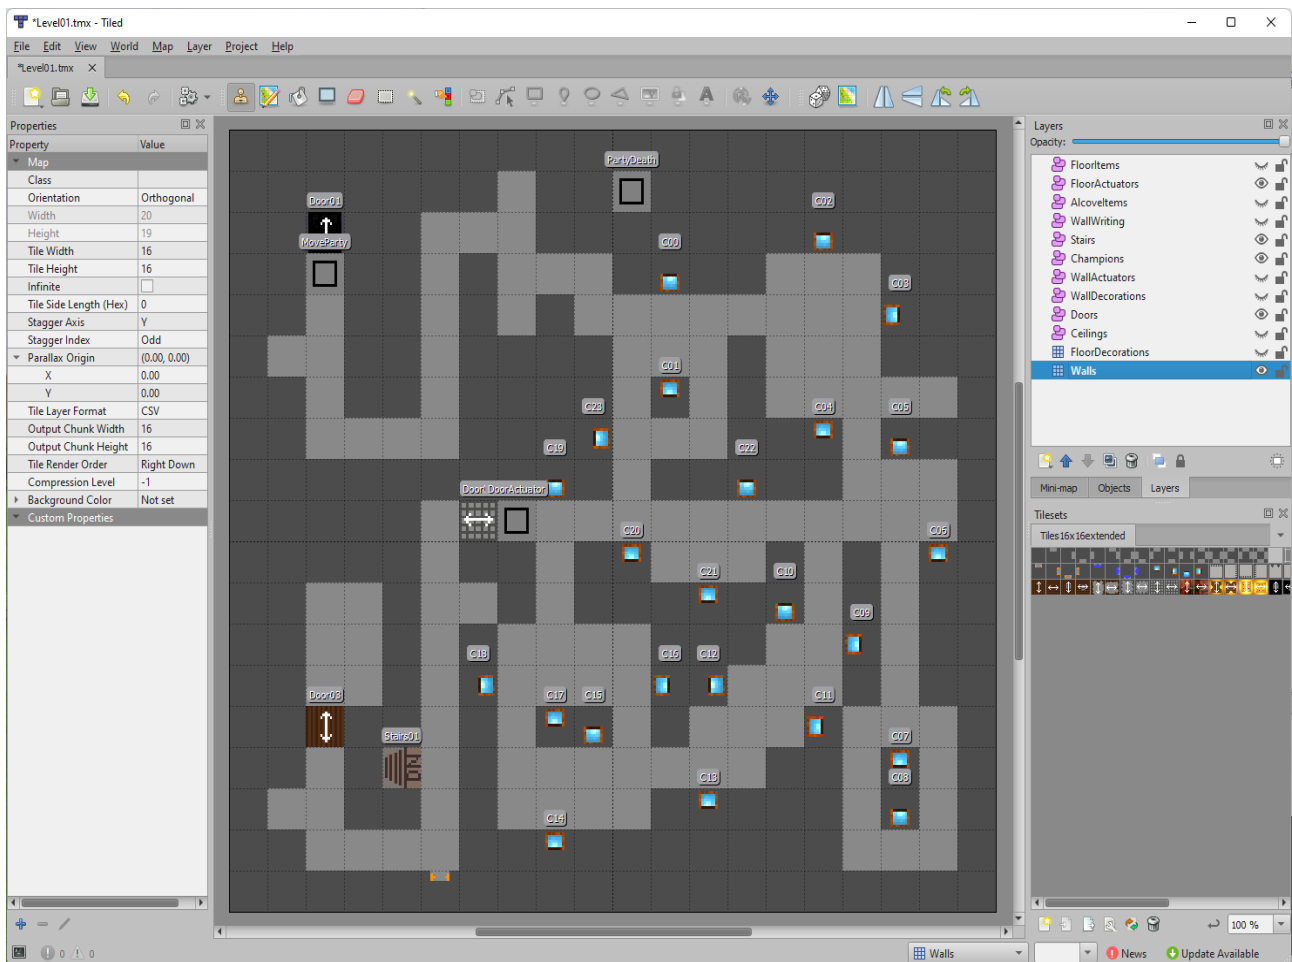 *Level01.tmx - Tiled
File Edit View World Map Layer Project Help
*Level01.tmx X
Properties
Property Value
Map
Class
Orientation Orthogonal
Width 20
Height 19
Tile Width 16
Tile Height 16
Infinite
Tile Side Length (Hex) 0
Stagger Axis Y
Stagger Index Odd
Parallax Origin (0.00, 0.00)
X 0.00
Y 0.00
Tile Layer Format CSV
Output Chunk Width 16
Output Chunk Height 16
Tile Render Order Right Down
Compression Level -1
Background Color Not set
Custom Properties
0 0
PartyDeath
Door01 C02
MoveParty C00
C03
C01
C23 C04 C05
C19 C22
Door DoorActuator
C20 C06
C21 C10
C09
C18 C16 C12
Door03 C17 C15 C11
Stairs01 C07
DN
C13 C08
C14
Layers
Opacity:
FloorItems
FloorActuators
AlcoveItems
WallWriting
Stairs
Champions
WallActuators
WallDecorations
Doors
Ceilings
FloorDecorations
Walls
Mini-map Objects Layers
Tilesets
Tiles16x16extended
100 %
Walls News Update Available